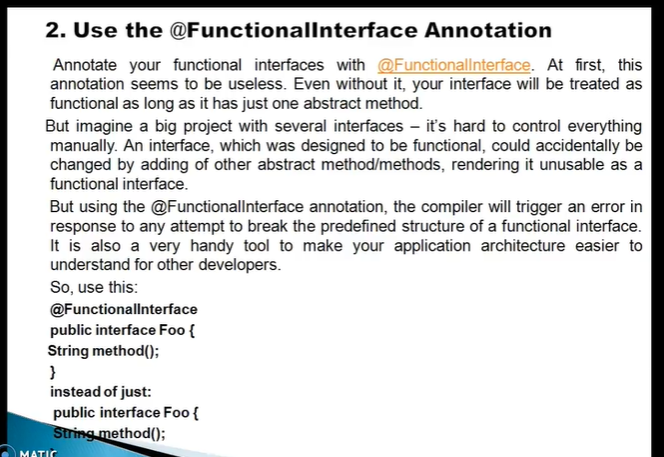 2. Use the @FunctionalInterface Annotation
Annotate your functional interfaces with @FunctionalInterface. At first, this
annotation seems to be useless. Even without it, your interface will be treated as
functional as long as it has just one abstract method.
But imagine a big project with several interfaces – it's hard to control everything
manually. An interface, which was designed to be functional, could accidentally be
changed by adding of other abstract method/methods, rendering it unusable as a
functional interface.
But using the @FunctionalInterface annotation, the compiler will trigger an error in
response to any attempt to break the predefined structure of a functional interface.
It is also a very handy tool to make your application architecture easier to
understand for other developers.
So, use this:
@FunctionalInterface
public interface Foo {
String method();
}
instead of just:
public interface Foo {
String method();
MATIC